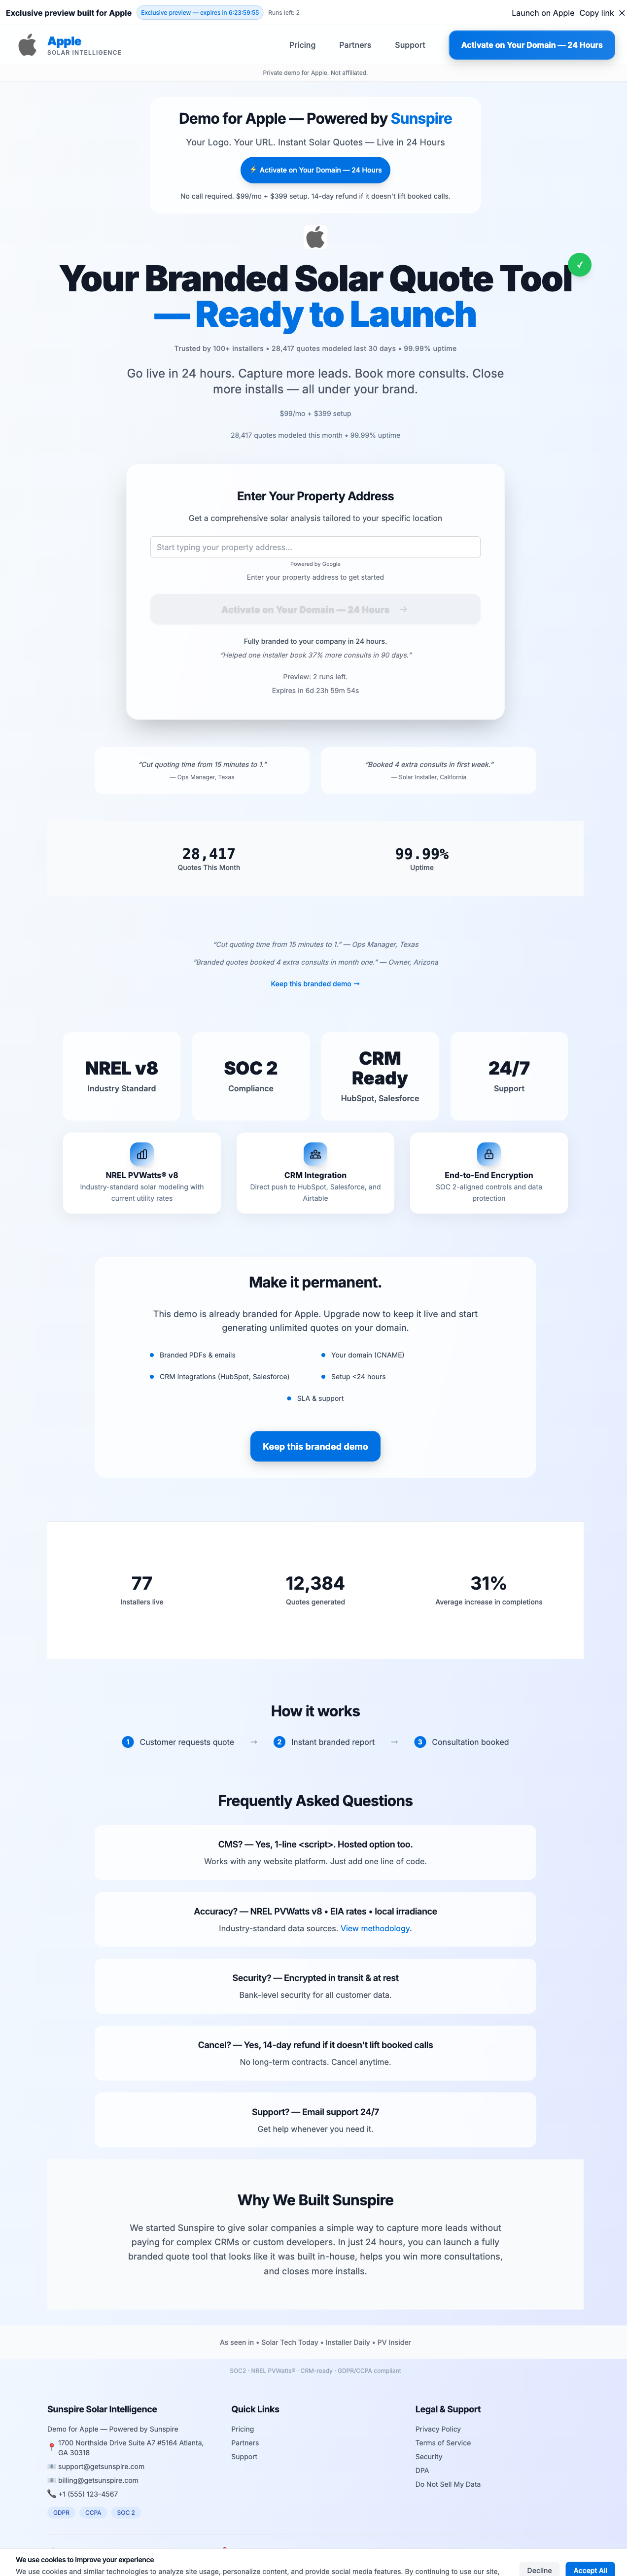 Exclusive preview built for Apple
Exclusive preview — expires in 6:23:59:55
Runs left: 2
Launch on Apple
Copy link
✕
Apple
SOLAR INTELLIGENCE
Pricing
Partners
Support
Activate on Your Domain — 24 Hours
Private demo for Apple. Not affiliated.
Demo for Apple — Powered by Sunspire
Your Logo. Your URL. Instant Solar Quotes — Live in 24 Hours
⚡ Activate on Your Domain — 24 Hours
No call required. $99/mo + $399 setup. 14-day refund if it doesn't lift booked calls.
Your Branded Solar Quote Tool
— Ready to Launch
✓
Trusted by 100+ installers • 28,417 quotes modeled last 30 days • 99.99% uptime
Go live in 24 hours. Capture more leads. Book more consults. Close
more installs — all under your brand.
$99/mo + $399 setup
28,417 quotes modeled this month • 99.99% uptime
Enter Your Property Address
Get a comprehensive solar analysis tailored to your specific location
Start typing your property address...
Powered by Google
Enter your property address to get started
Activate on Your Domain — 24 Hours →
Fully branded to your company in 24 hours.
"Helped one installer book 37% more consults in 90 days."
Preview: 2 runs left.
Expires in 6d 23h 59m 54s
"Cut quoting time from 15 minutes to 1."
— Ops Manager, Texas
"Booked 4 extra consults in first week."
— Solar Installer, California
28,417
Quotes This Month
99.99%
Uptime
"Cut quoting time from 15 minutes to 1." — Ops Manager, Texas
"Branded quotes booked 4 extra consults in month one." — Owner, Arizona
Keep this branded demo →
NREL v8
Industry Standard
SOC 2
Compliance
CRM
Ready
HubSpot, Salesforce
24/7
Support
NREL PVWatts® v8
Industry-standard solar modeling with
current utility rates
CRM Integration
Direct push to HubSpot, Salesforce, and
Airtable
End-to-End Encryption
SOC 2-aligned controls and data
protection
Make it permanent.
This demo is already branded for Apple. Upgrade now to keep it live and start
generating unlimited quotes on your domain.
Branded PDFs & emails
Your domain (CNAME)
CRM integrations (HubSpot, Salesforce)
Setup <24 hours
SLA & support
Keep this branded demo
77
Installers live
12,384
Quotes generated
31%
Average increase in completions
How it works
1 Customer requests quote → 2 Instant branded report → 3 Consultation booked
Frequently Asked Questions
CMS? — Yes, 1-line <script>. Hosted option too.
Works with any website platform. Just add one line of code.
Accuracy? — NREL PVWatts v8 • EIA rates • local irradiance
Industry-standard data sources. View methodology.
Security? — Encrypted in transit & at rest
Bank-level security for all customer data.
Cancel? — Yes, 14-day refund if it doesn't lift booked calls
No long-term contracts. Cancel anytime.
Support? — Email support 24/7
Get help whenever you need it.
Why We Built Sunspire
We started Sunspire to give solar companies a simple way to capture more leads without
paying for complex CRMs or custom developers. In just 24 hours, you can launch a fully
branded quote tool that looks like it was built in-house, helps you win more consultations,
and closes more installs.
As seen in • Solar Tech Today • Installer Daily • PV Insider
SOC2 · NREL PVWatts® · CRM-ready · GDPR/CCPA compliant
Sunspire Solar Intelligence
Demo for Apple — Powered by Sunspire
1700 Northside Drive Suite A7 #5164 Atlanta,
GA 30318
support@getsunspire.com
billing@getsunspire.com
+1 (555) 123-4567
GDPR
CCPA
SOC 2
Quick Links
Pricing
Partners
Support
Legal & Support
Privacy Policy
Terms of Service
Security
DPA
Do Not Sell My Data
We use cookies to improve your experience
We use cookies and similar technologies to analyze site usage, personalize content, and provide social media features. By continuing to use our site,
Decline
Accept All